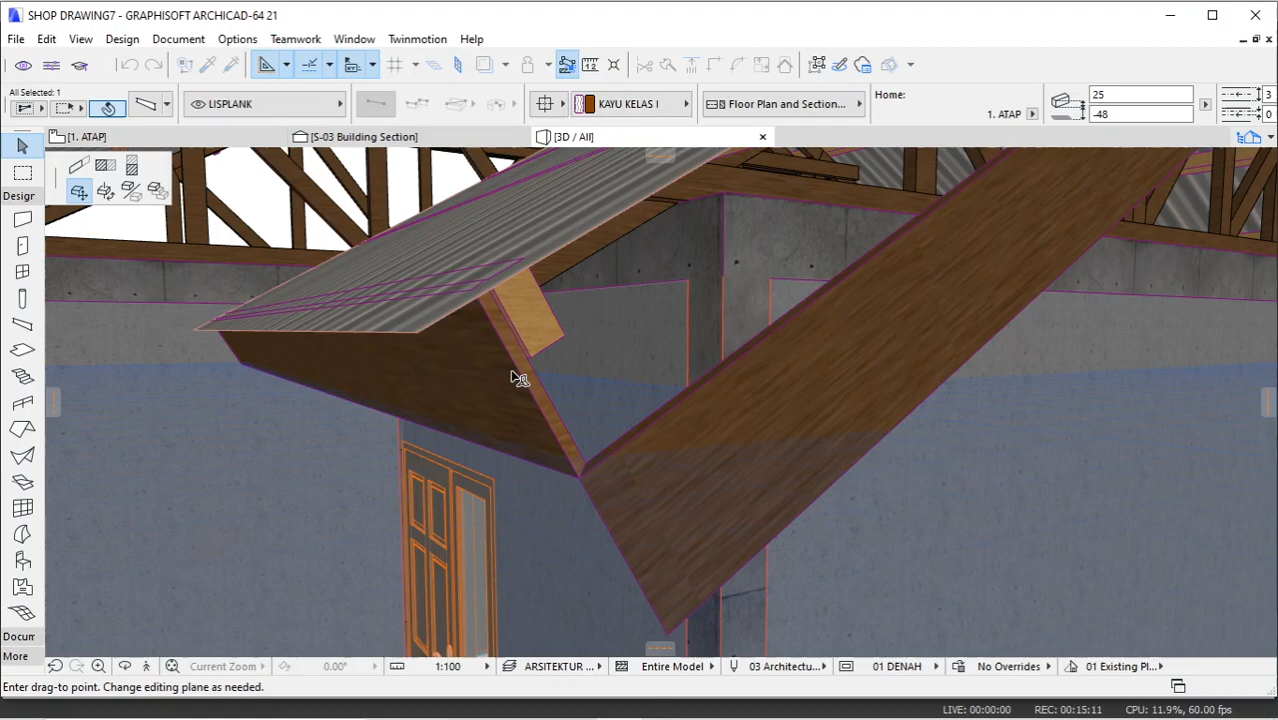 SHOP DRAWING7 - GRAPHISOFT ARCHICAD-64 21
File Edit View Design Document Options Teamwork Window Twinmotion Help
All Selected: 1
LISPLANK
KAYU KELAS I
Floor Plan and Section...
Home:
1. ATAP
25
-48
3
0
[1. ATAP]
[S-03 Building Section]
[3D / All]
Design
Docum
More
Current Zoom
0.00°
1:100
ARSITEKTUR ...
Entire Model
03 Architectu...
01 DENAH
No Overrides
01 Existing Pl...
Enter drag-to point. Change editing plane as needed.
LIVE: 00:00:00 REC: 00:15:11 CPU: 11.9%, 60.00 fps